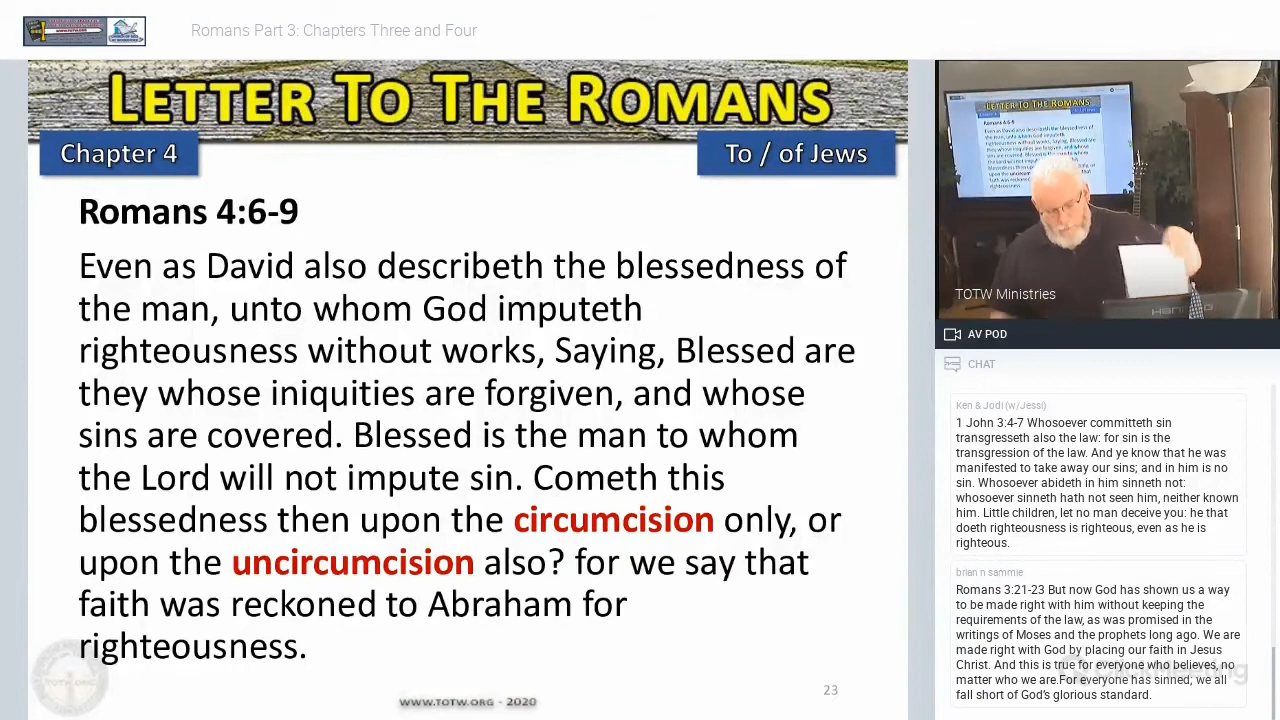 Romans Part 3: Chapters Three and Four
LETTER TO THE ROMANS
Chapter 4
To / of Jews
Romans 4:6-9
Even as David also describeth the blessedness of
the man, unto whom God imputeth
righteousness without works, Saying, Blessed are
they whose iniquities are forgiven, and whose
sins are covered. Blessed is the man to whom
the Lord will not impute sin. Cometh this
blessedness then upon the circumcision only, or
upon the uncircumcision also? for we say that
faith was reckoned to Abraham for
righteousness.
WWW.TOTW.ORG - 2020
23
LETTER TO THE ROMANS
Romans 4:6-9
TOTW Ministries
AV POD
CHAT
Ken & Jodi (w/Jessi)
1 John 3:4-7 Whosoever committeth sin
transgresseth also the law: for sin is the
transgression of the law. And ye know that he was
manifested to take away our sins; and in him is no
sin. Whosoever abideth in him sinneth not:
whosoever sinneth hath not seen him, neither known
him. Little children, let no man deceive you: he that
doeth righteousness is righteous, even as he is
righteous.
brian n sammie
Romans 3:21-23 But now God has shown us a way
to be made right with him without keeping the
requirements of the law, as was promised in the
writings of Moses and the prophets long ago. We are
made right with God by placing our faith in Jesus
Christ. And this is true for everyone who believes, no
matter who we are.For everyone has sinned; we all
fall short of God's glorious standard.